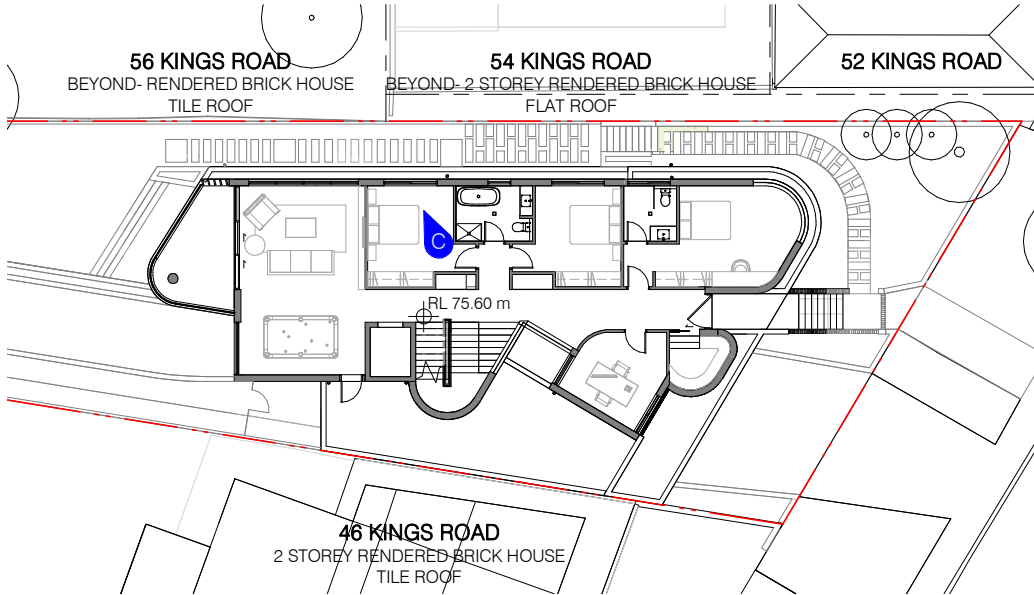 56 KINGS ROAD
BEYOND- RENDERED BRICK HOUSE
TILE ROOF
54 KINGS ROAD
BEYOND- 2 STOREY RENDERED BRICK HOUSE
FLAT ROOF
52 KINGS ROAD
C
RL 75.60 m
46 KINGS ROAD
2 STOREY RENDERED BRICK HOUSE
TILE ROOF